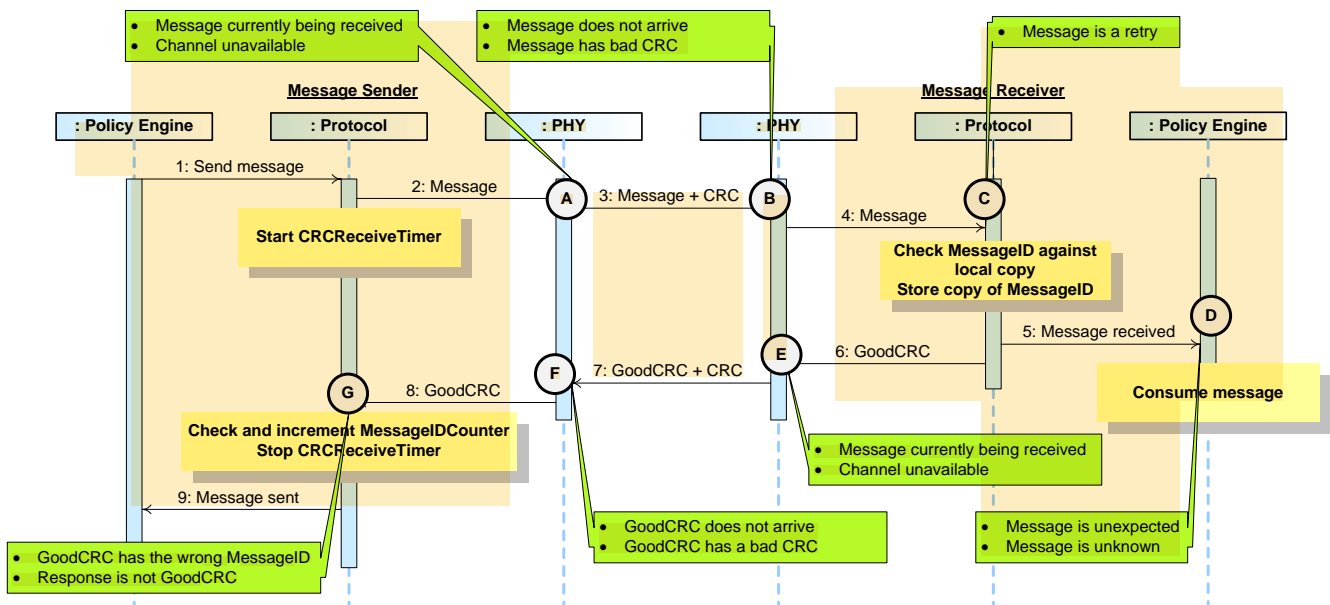 • Message currently being received
• Channel unavailable
• Message does not arrive
• Message has bad CRC
• Message is a retry
Message Sender
Message Receiver
: Policy Engine
: Protocol
: PHY
: PHY
: Protocol
: Policy Engine
1: Send message
2: Message
A
3: Message + CRC
B
C
4: Message
Start CRCReceiveTimer
Check MessageID against
local copy
Store copy of MessageID
D
5: Message received
E
6: GoodCRC
F
7: GoodCRC + CRC
G
8: GoodCRC
Consume message
Check and increment MessageIDCounter
Stop CRCReceiveTimer
• Message currently being received
• Channel unavailable
9: Message sent
• GoodCRC does not arrive
• GoodCRC has a bad CRC
• Message is unexpected
• Message is unknown
• GoodCRC has the wrong MessageID
• Response is not GoodCRC